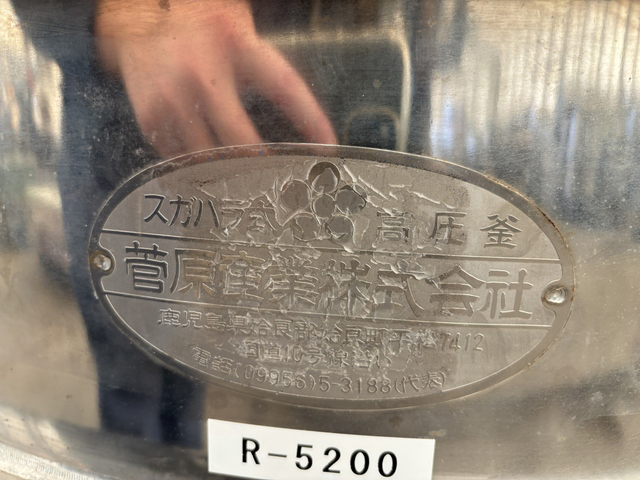 スガハラ式 高圧釜
菅原産業株式会社
鹿児島県姶良郡姶良町平松7412
国道10号線
電話(09956)5-3188(代表)
R-5200